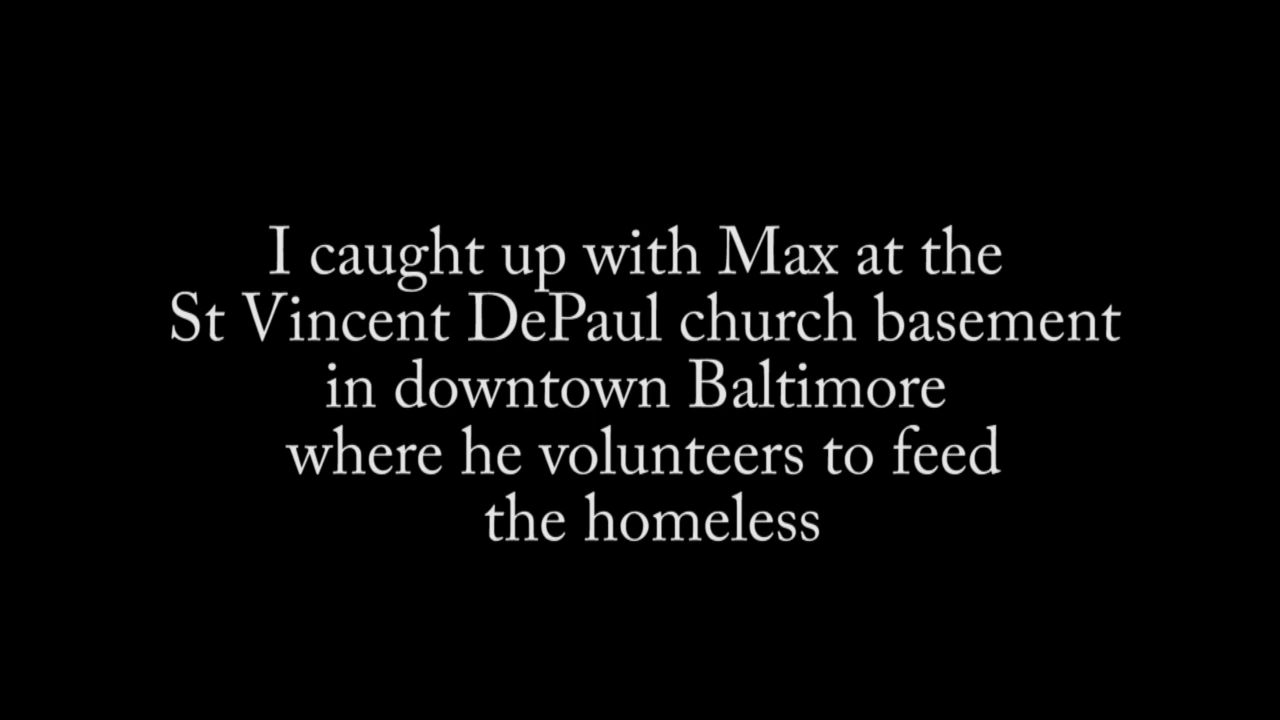 I caught up with Max at the
St Vincent DePaul church basement
in downtown Baltimore
where he volunteers to feed
the homeless